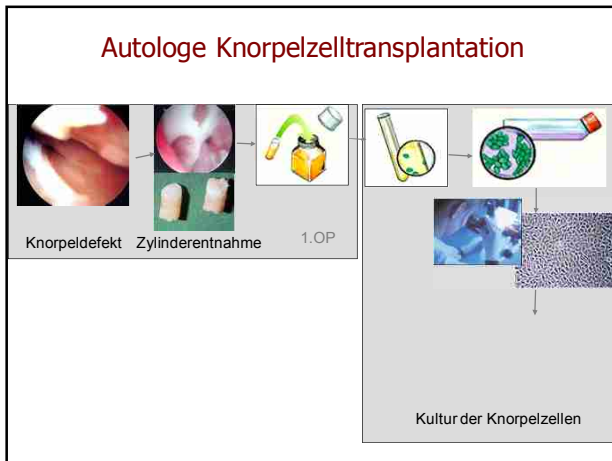 Autologe Knorpelzelltransplantation
Knorpeldefekt Zylinderentnahme 1.OP
Kultur der Knorpelzellen